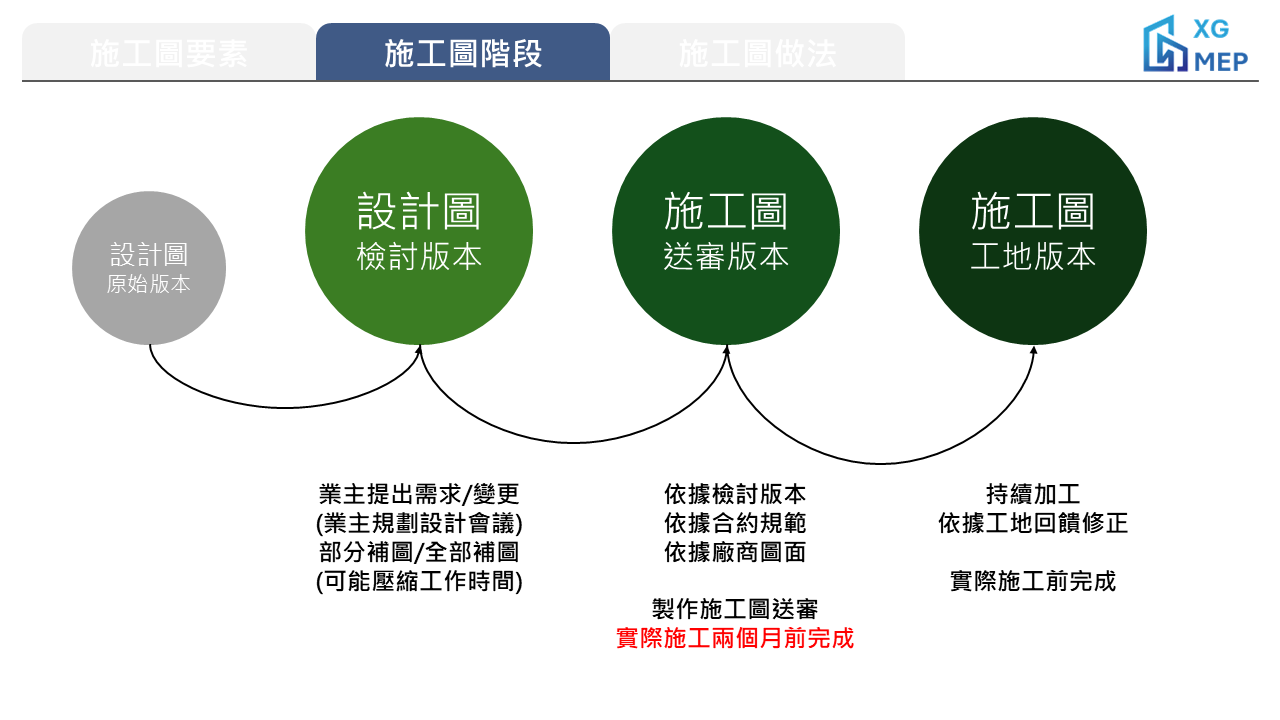 施工圖要素
施工圖階段
施工圖做法
XG
MEP
設計圖
原始版本
設計圖
檢討版本
施工圖
送審版本
施工圖
工地版本
業主提出需求/變更
(業主規劃設計會議)
部分補圖/全部補圖
(可能壓縮工作時間)
依據檢討版本
依據合約規範
依據廠商圖面
製作施工圖送審
實際施工兩個月前完成
持續加工
依據工地回饋修正
實際施工前完成